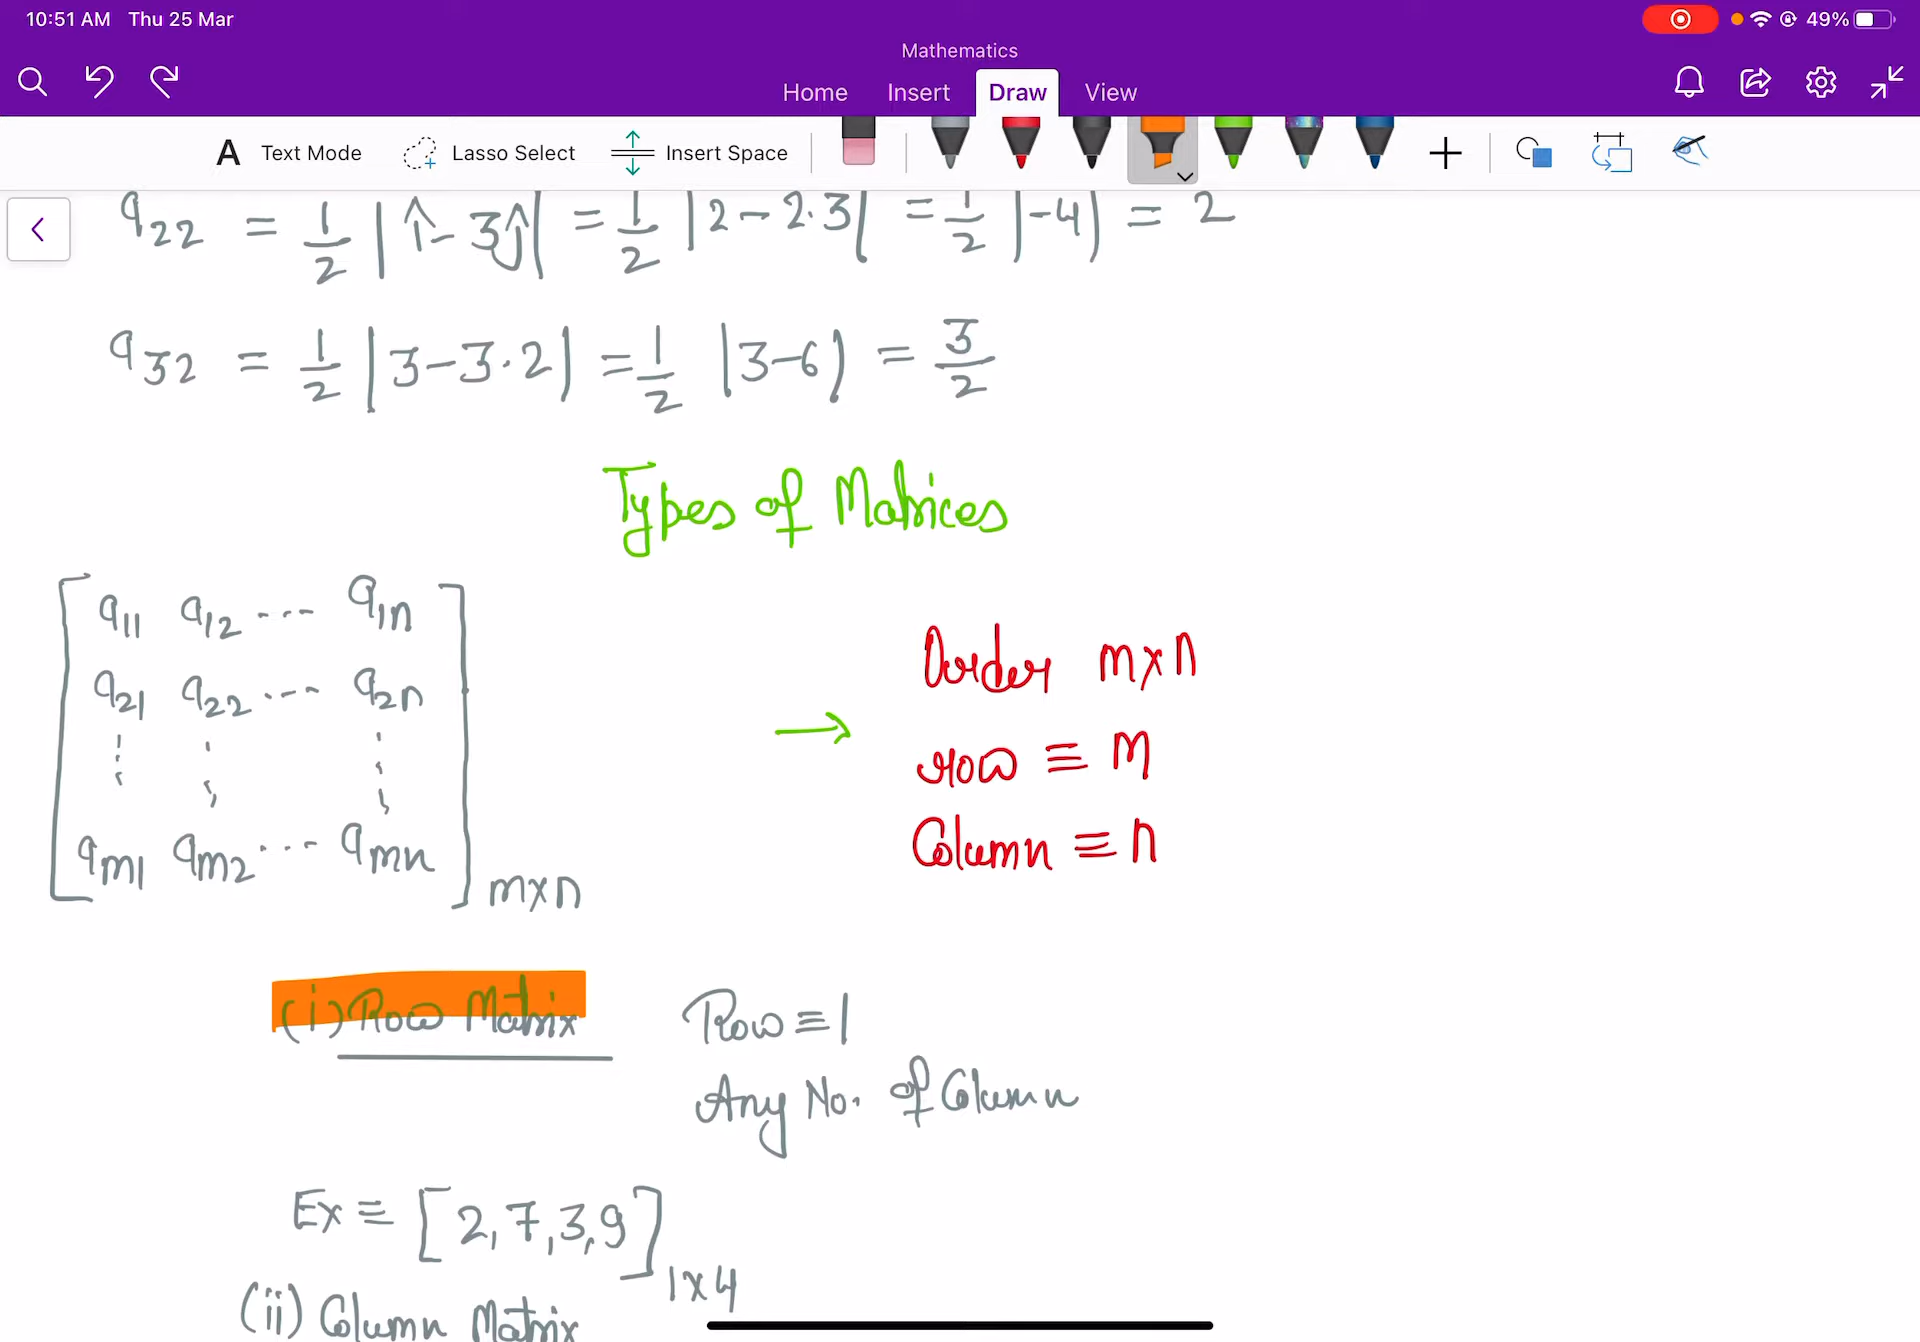 10:51 AM Thu 25 Mar
49%
Mathematics
Home Insert Draw View
A Text Mode Lasso Select Insert Space
a22 = 1/2 |i - 3j| = 1/2 |2 - 2·3| = 1/2 |-4| = 2
a32 = 1/2 |3 - 3·2| = 1/2 |3-6| = 3/2
Types of Matrices
[a11 a12 ... a1n
a21 a22 ... a2n
am1 am2 ... amn] m×n
→ Order m×n
row ≡ m
Column ≡ n
(i) Row Matrix Row ≡ 1
Any No. of Column
Ex ≡ [2, 7, 3, 9] 1×4
(ii) Column Matrix